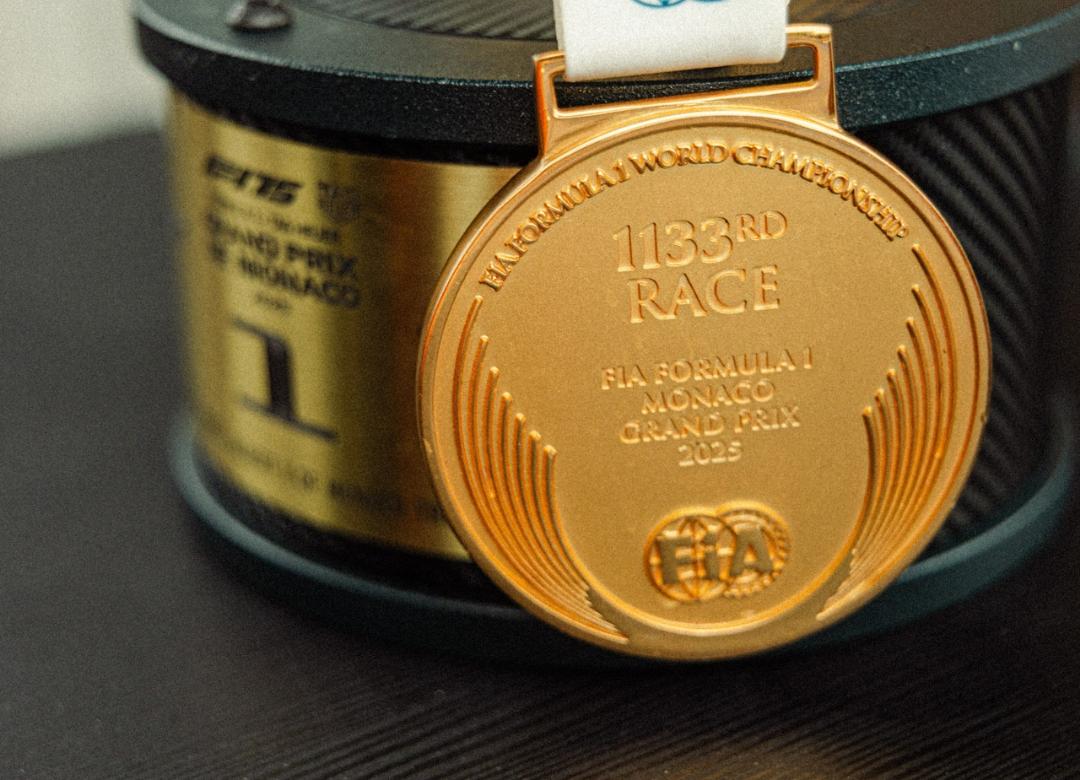 FIA FORMULA 1 WORLD CHAMPIONSHIP
1133RD
RACE
FIA FORMULA 1
MONACO
GRAND PRIX
2025
FIA
GRAND PRIX
DE MONACO
1